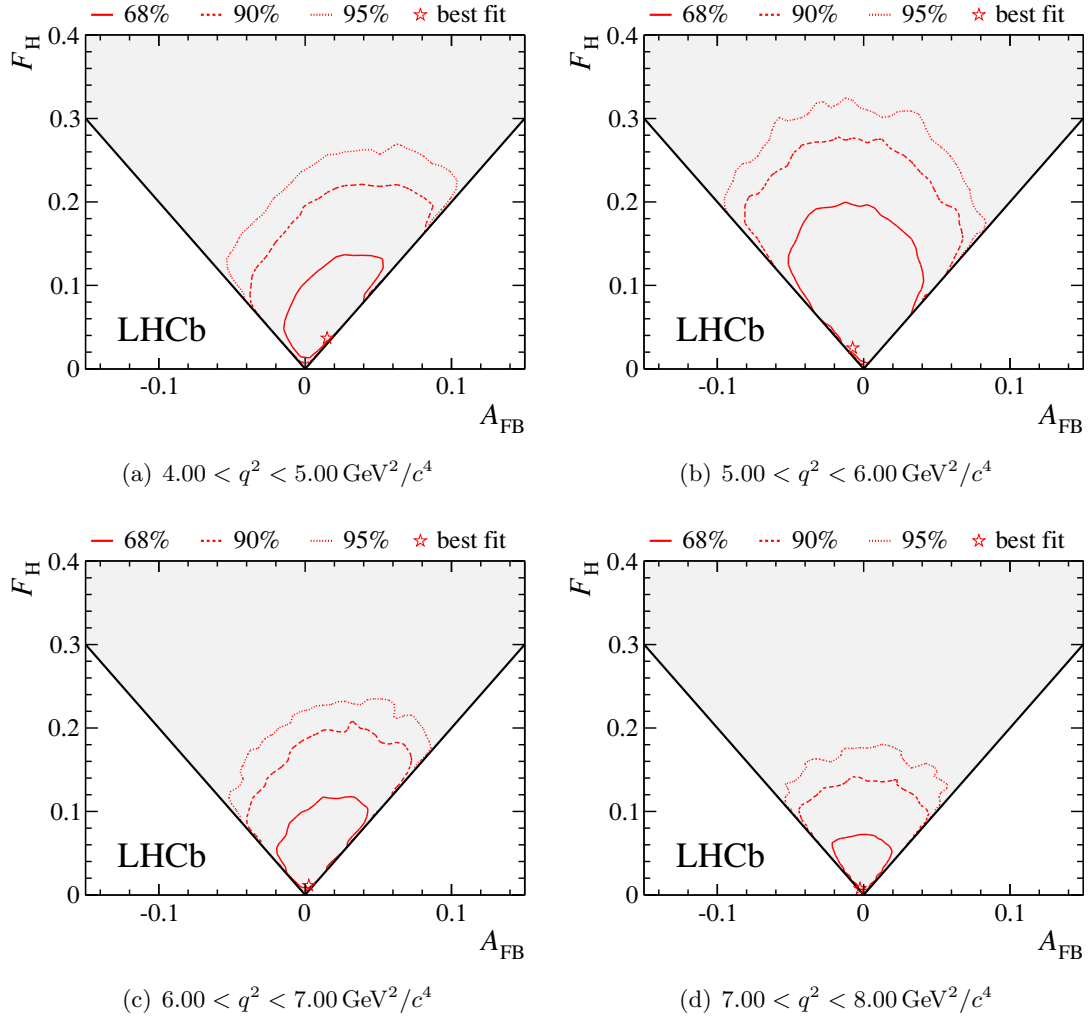 68% 90% 95% best fit
F_H
0.4
0.3
0.2
0.1
0
LHCb
-0.1 0 0.1
A_FB
(a) 4.00 < q² < 5.00 GeV²/c⁴
68% 90% 95% best fit
F_H
0.4
0.3
0.2
0.1
0
LHCb
-0.1 0 0.1
A_FB
(b) 5.00 < q² < 6.00 GeV²/c⁴
68% 90% 95% best fit
F_H
0.4
0.3
0.2
0.1
0
LHCb
-0.1 0 0.1
A_FB
(c) 6.00 < q² < 7.00 GeV²/c⁴
68% 90% 95% best fit
F_H
0.4
0.3
0.2
0.1
0
LHCb
-0.1 0 0.1
A_FB
(d) 7.00 < q² < 8.00 GeV²/c⁴